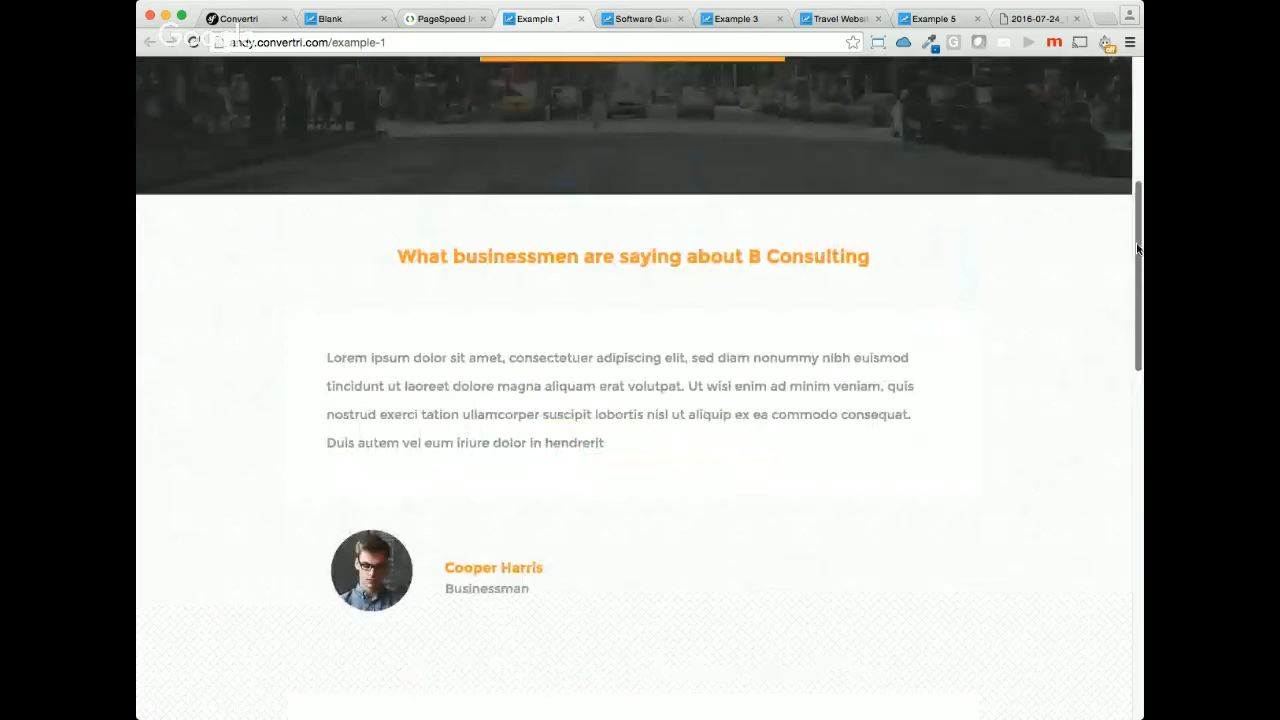 Convertri
Blank
PageSpeed In
Example 1
Software Gui
Example 3
Travel Websi
Example 5
2016-07-24_
andy.convertri.com/example-1
off
What businessmen are saying about B Consulting
Lorem ipsum dolor sit amet, consectetuer adipiscing elit, sed diam nonummy nibh euismod
tincidunt ut laoreet dolore magna aliquam erat volutpat. Ut wisi enim ad minim veniam, quis
nostrud exerci tation ullamcorper suscipit lobortis nisl ut aliquip ex ea commodo consequat.
Duis autem vel eum iriure dolor in hendrerit
Cooper Harris
Businessman